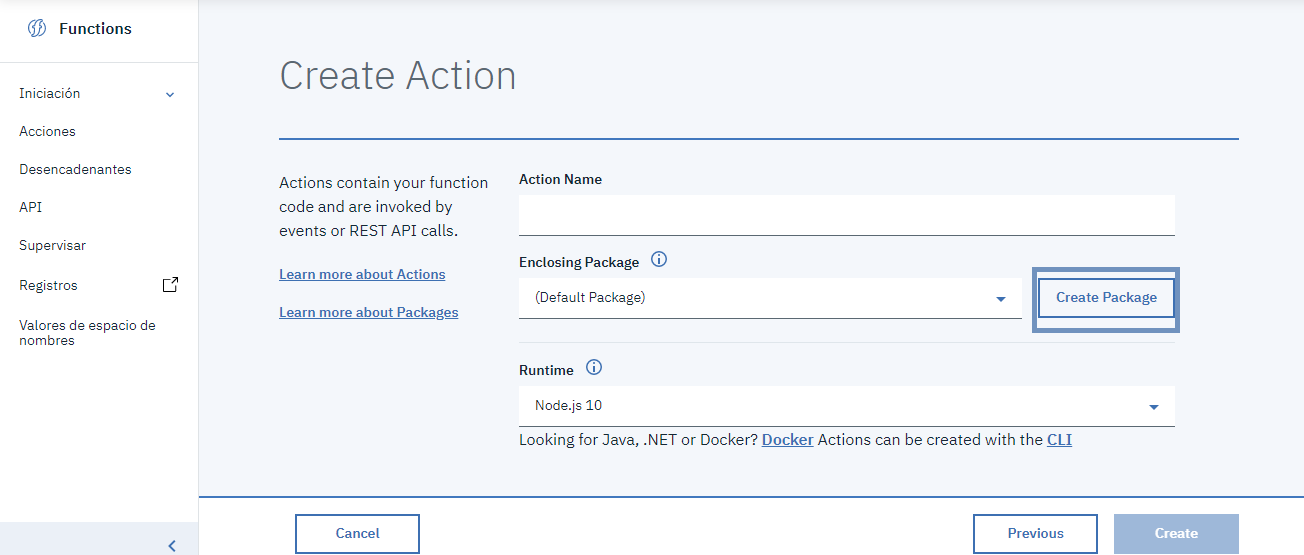 Functions
Iniciación
Acciones
Desencadenantes
API
Supervisar
Registros
Valores de espacio de
nombres
Create Action
Actions contain your function
code and are invoked by
events or REST API calls.
Learn more about Actions
Learn more about Packages
Action Name
Enclosing Package
(Default Package)
Create Package
Runtime
Node.js 10
Looking for Java, .NET or Docker? Docker Actions can be created with the CLI
Cancel
Previous
Create